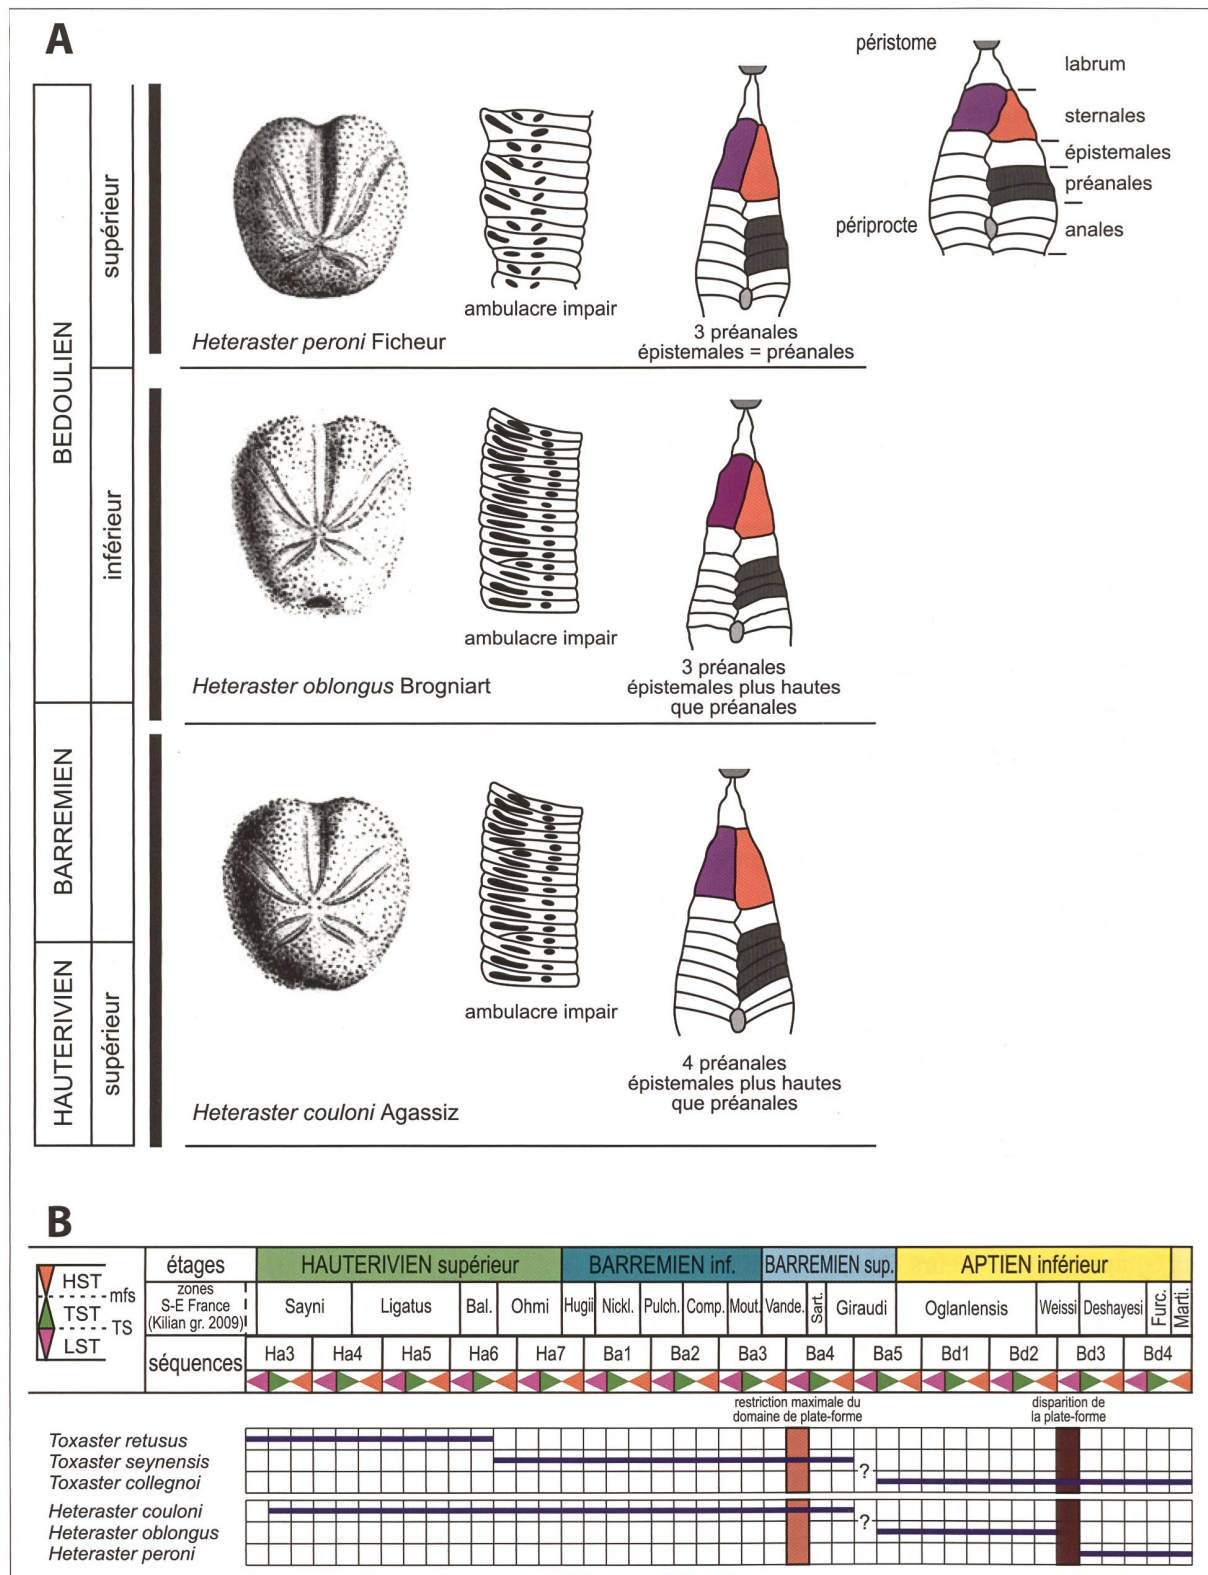 A
péristome
labrum
sternales
épistemales
préanales
périprocte
anales
BEDOULIEN
supérieur
ambulacre impair
3 préanales
épistemales = préanales
Heteraster peroni Ficheur
inférieur
ambulacre impair
3 préanales
épistemales plus hautes
que préanales
Heteraster oblongus Brogniart
BARREMIEN
HAUTERIVIEN
supérieur
ambulacre impair
4 préanales
épistemales plus hautes
que préanales
Heteraster couloni Agassiz
B
HST
mfs
TST
TS
LST
étages
HAUTERIVIEN supérieur
BARREMIEN inf.
BARREMIEN sup.
APTIEN inférieur
zones
S-E France
(Kilian gr. 2009)
Sayni
Ligatus
Bal.
Ohmi
Hugii
Nickl.
Pulch.
Comp.
Mout.
Vande.
Sart.
Giraudi
Oglanlensis
Weissi
Deshayesi
Furc.
Marti.
séquences
Ha3
Ha4
Ha5
Ha6
Ha7
Ba1
Ba2
Ba3
Ba4
Ba5
Bd1
Bd2
Bd3
Bd4
restriction maximale du
domaine de plate-forme
disparition de
la plate-forme
Toxaster retusus
Toxaster seynensis
?
Toxaster collegnoi
Heteraster couloni
?
Heteraster oblongus
Heteraster peroni